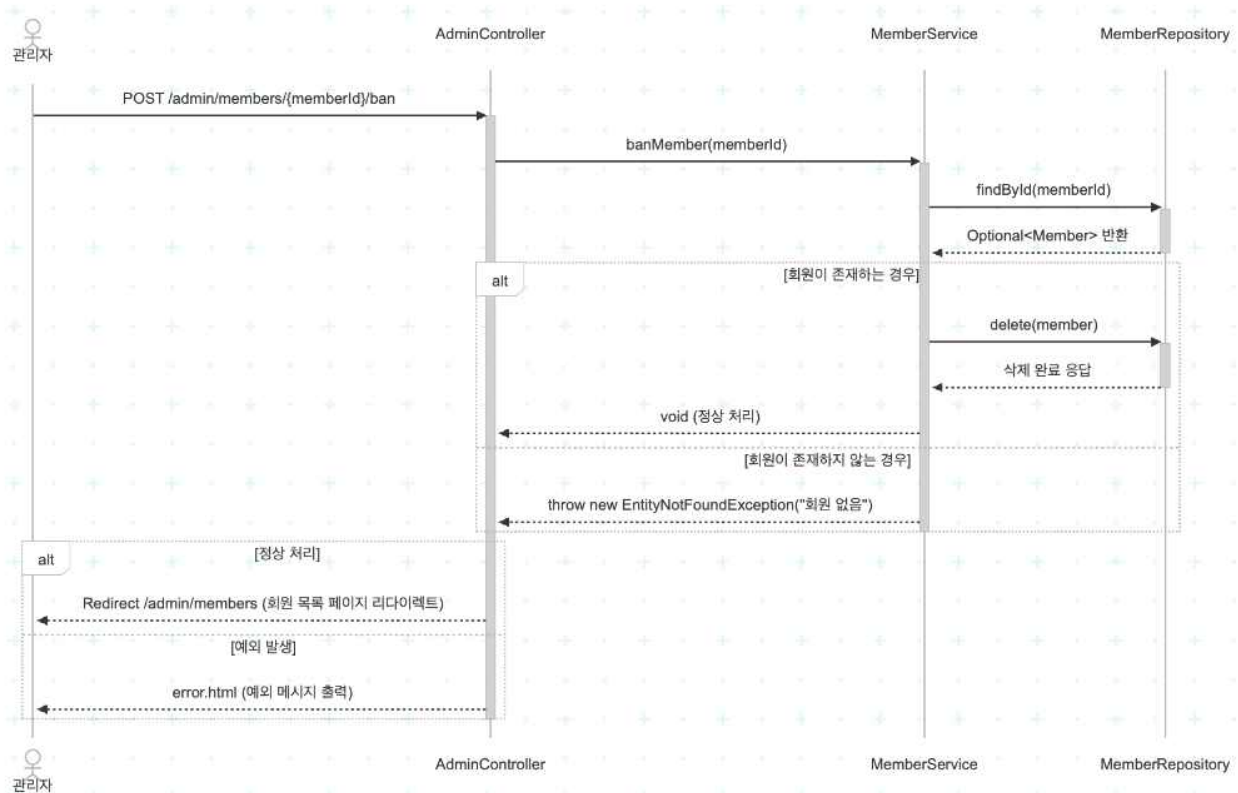 관리자
AdminController
MemberService
MemberRepository
POST /admin/members/{memberId}/ban
banMember(memberId)
findById(memberId)
Optional<Member> 반환
alt
[회원이 존재하는 경우]
delete(member)
삭제 완료 응답
void (정상 처리)
[회원이 존재하지 않는 경우]
throw new EntityNotFoundException("회원 없음")
alt
[정상 처리]
Redirect /admin/members (회원 목록 페이지 리다이렉트)
[예외 발생]
error.html (예외 메시지 출력)
관리자
AdminController
MemberService
MemberRepository